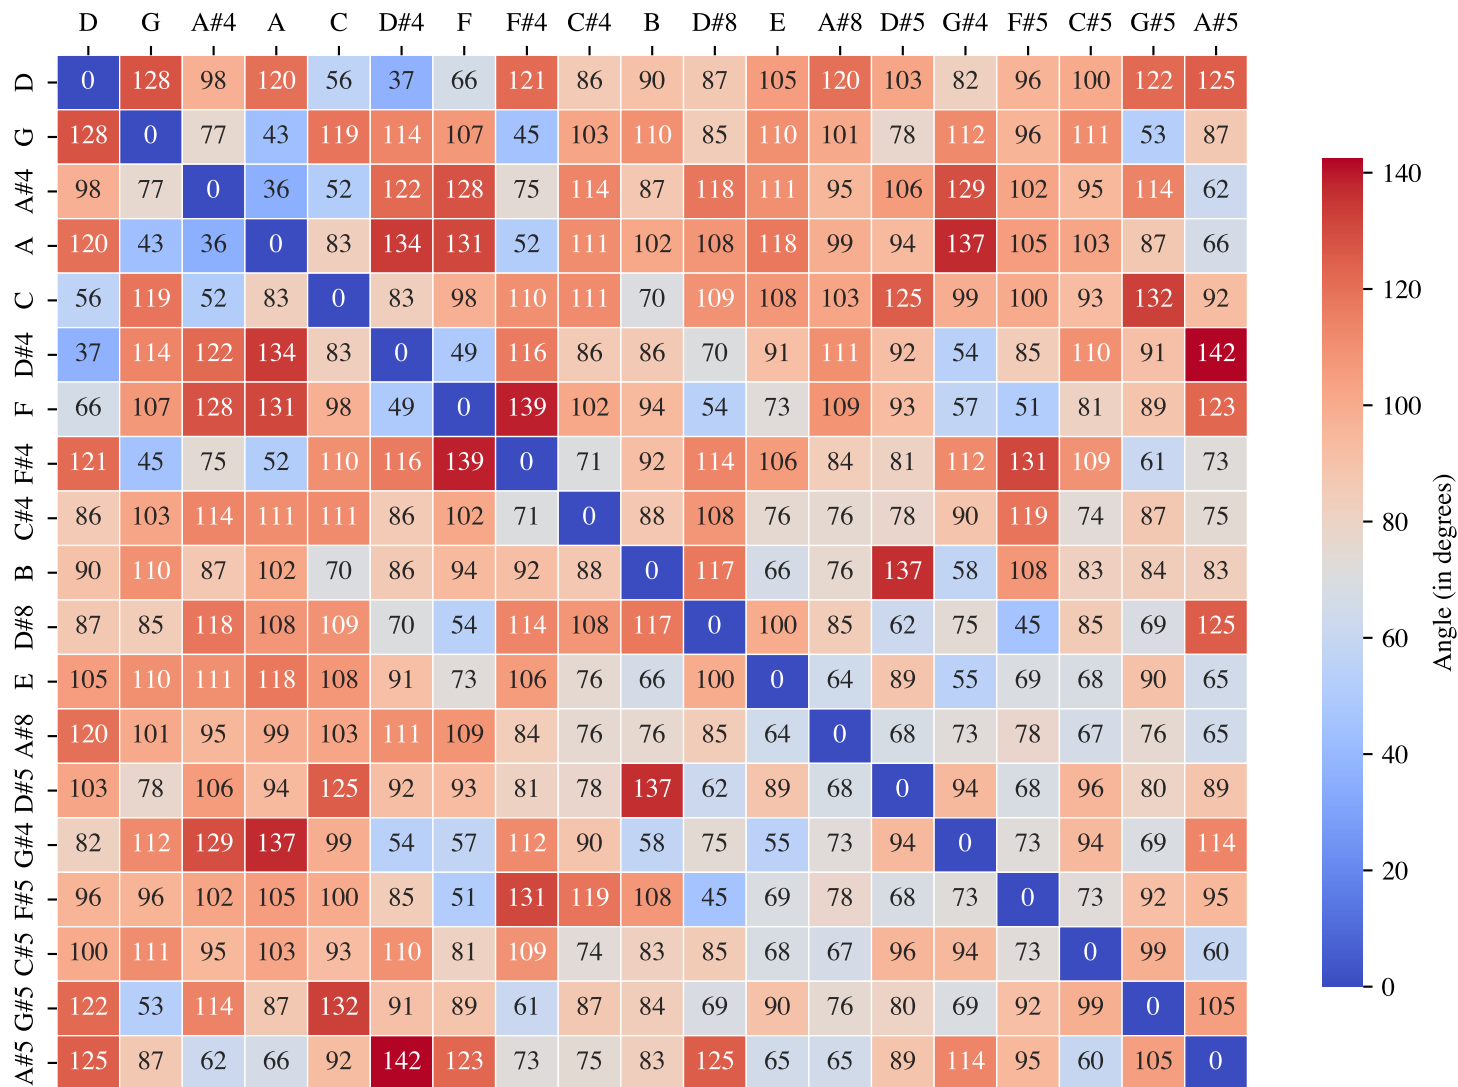 D G A#4 A C D#4 F F#4 C#4 B D#8 E A#8 D#5 G#4 F#5 C#5 G#5 A#5
D 0 128 98 120 56 37 66 121 86 90 87 105 120 103 82 96 100 122 125
G 128 0 77 43 119 114 107 45 103 110 85 110 101 78 112 96 111 53 87
A#4 98 77 0 36 52 122 128 75 114 87 118 111 95 106 129 102 95 114 62
A 120 43 36 0 83 134 131 52 111 102 108 118 99 94 137 105 103 87 66
C 56 119 52 83 0 83 98 110 111 70 109 108 103 125 99 100 93 132 92
D#4 37 114 122 134 83 0 49 116 86 86 70 91 111 92 54 85 110 91 142
F 66 107 128 131 98 49 0 139 102 94 54 73 109 93 57 51 81 89 123
F#4 121 45 75 52 110 116 139 0 71 92 114 106 84 81 112 131 109 61 73
C#4 86 103 114 111 111 86 102 71 0 88 108 76 76 78 90 119 74 87 75
B 90 110 87 102 70 86 94 92 88 0 117 66 76 137 58 108 83 84 83
D#8 87 85 118 108 109 70 54 114 108 117 0 100 85 62 75 45 85 69 125
E 105 110 111 118 108 91 73 106 76 66 100 0 64 89 55 69 68 90 65
A#8 120 101 95 99 103 111 109 84 76 76 85 64 0 68 73 78 67 76 65
D#5 103 78 106 94 125 92 93 81 78 137 62 89 68 0 94 68 96 80 89
G#4 82 112 129 137 99 54 57 112 90 58 75 55 73 94 0 73 94 69 114
F#5 96 96 102 105 100 85 51 131 119 108 45 69 78 68 73 0 73 92 95
C#5 100 111 95 103 93 110 81 109 74 83 85 68 67 96 94 73 0 99 60
G#5 122 53 114 87 132 91 89 61 87 84 69 90 76 80 69 92 99 0 105
A#5 125 87 62 66 92 142 123 73 75 83 125 65 65 89 114 95 60 105 0
140
120
100
80
60
40
20
0
Angle (in degrees)